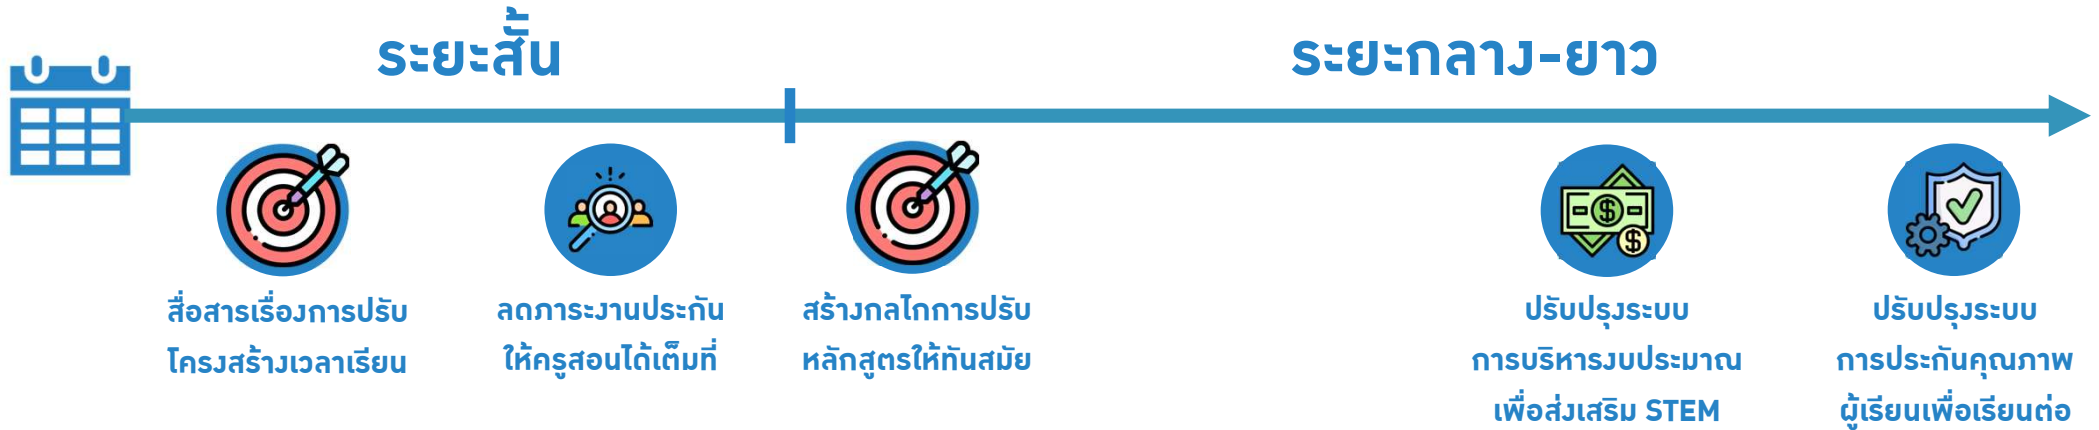 ระยะสั้น
ระยะกลาง-ยาว
สื่อสารเรื่องการปรับ
โครงสร้างเวลาเรียน
ลดภาระงานประกัน
ให้ครูสอนได้เต็มที่
สร้างกลไกการปรับ
หลักสูตรให้ทันสมัย
ปรับปรุงระบบ
การบริหารงบประมาณ
เพื่อส่งเสริม STEM
ปรับปรุงระบบ
การประกันคุณภาพ
ผู้เรียนเพื่อเรียนต่อ